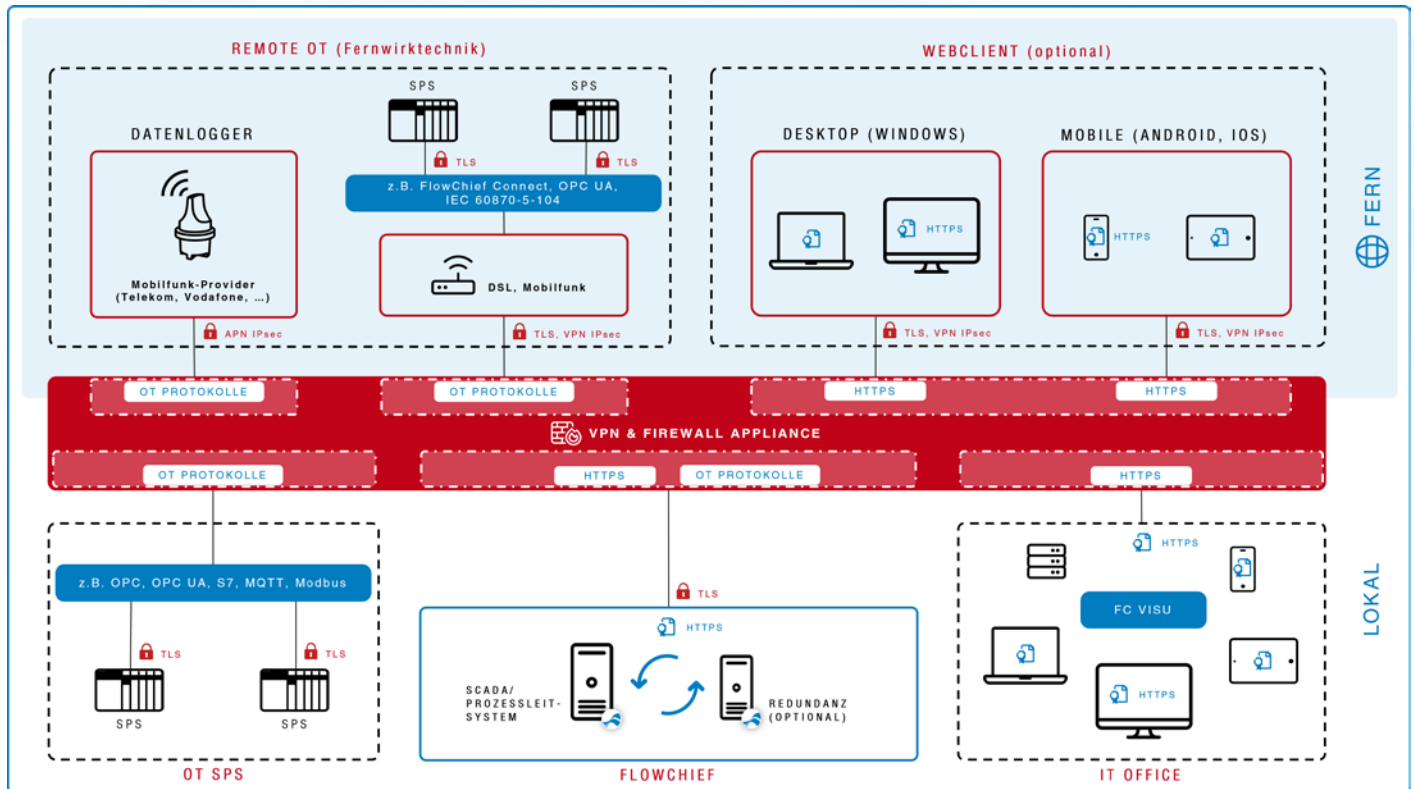 REMOTE OT (Fernwirktechnik)
WEBCLIENT (optional)
SPS
SPS
DATENLOGGER
DESKTOP (WINDOWS)
MOBILE (ANDROID, IOS)
TLS
TLS
z.B. FlowChief Connect, OPC UA,
IEC 60870-5-104
HTTPS
HTTPS
FERN
Mobilfunk-Provider
(Telekom, Vodafone, ...)
DSL, Mobilfunk
APN IPsec
TLS, VPN IPsec
TLS, VPN IPsec
TLS, VPN IPsec
OT PROTOKOLLE
OT PROTOKOLLE
HTTPS
HTTPS
VPN & FIREWALL APPLIANCE
OT PROTOKOLLE
HTTPS
OT PROTOKOLLE
HTTPS
HTTPS
z.B. OPC, OPC UA, S7, MQTT, Modbus
TLS
FC VISU
LOKAL
HTTPS
TLS
TLS
SCADA/
PROZESSLEIT-
SYSTEM
REDUNDANZ
(OPTIONAL)
HTTPS
SPS
SPS
OT SPS
FLOWCHIEF
IT OFFICE